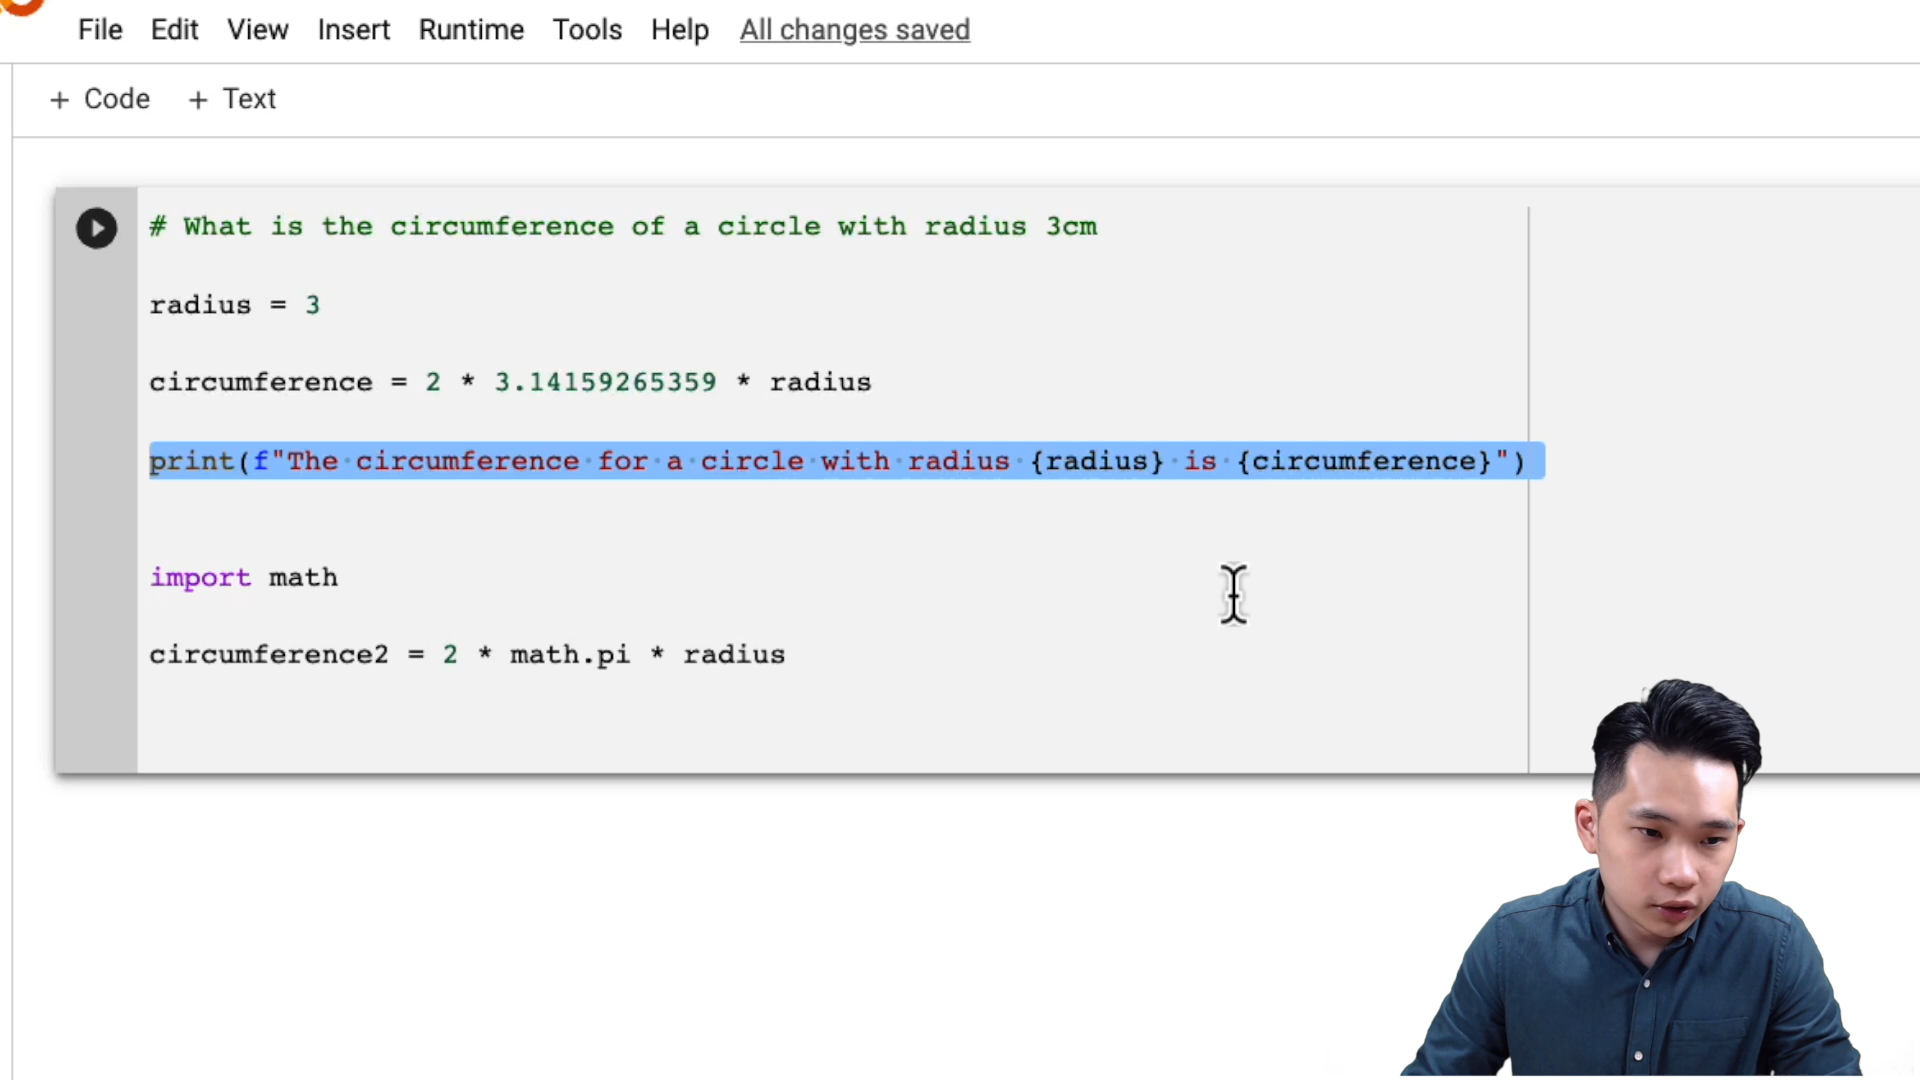 File Edit View Insert Runtime Tools Help All changes saved
+ Code + Text
# What is the circumference of a circle with radius 3cm
radius = 3
circumference = 2 * 3.14159265359 * radius
print(f"The circumference for a circle with radius {radius} is {circumference}")
import math
circumference2 = 2 * math.pi * radius